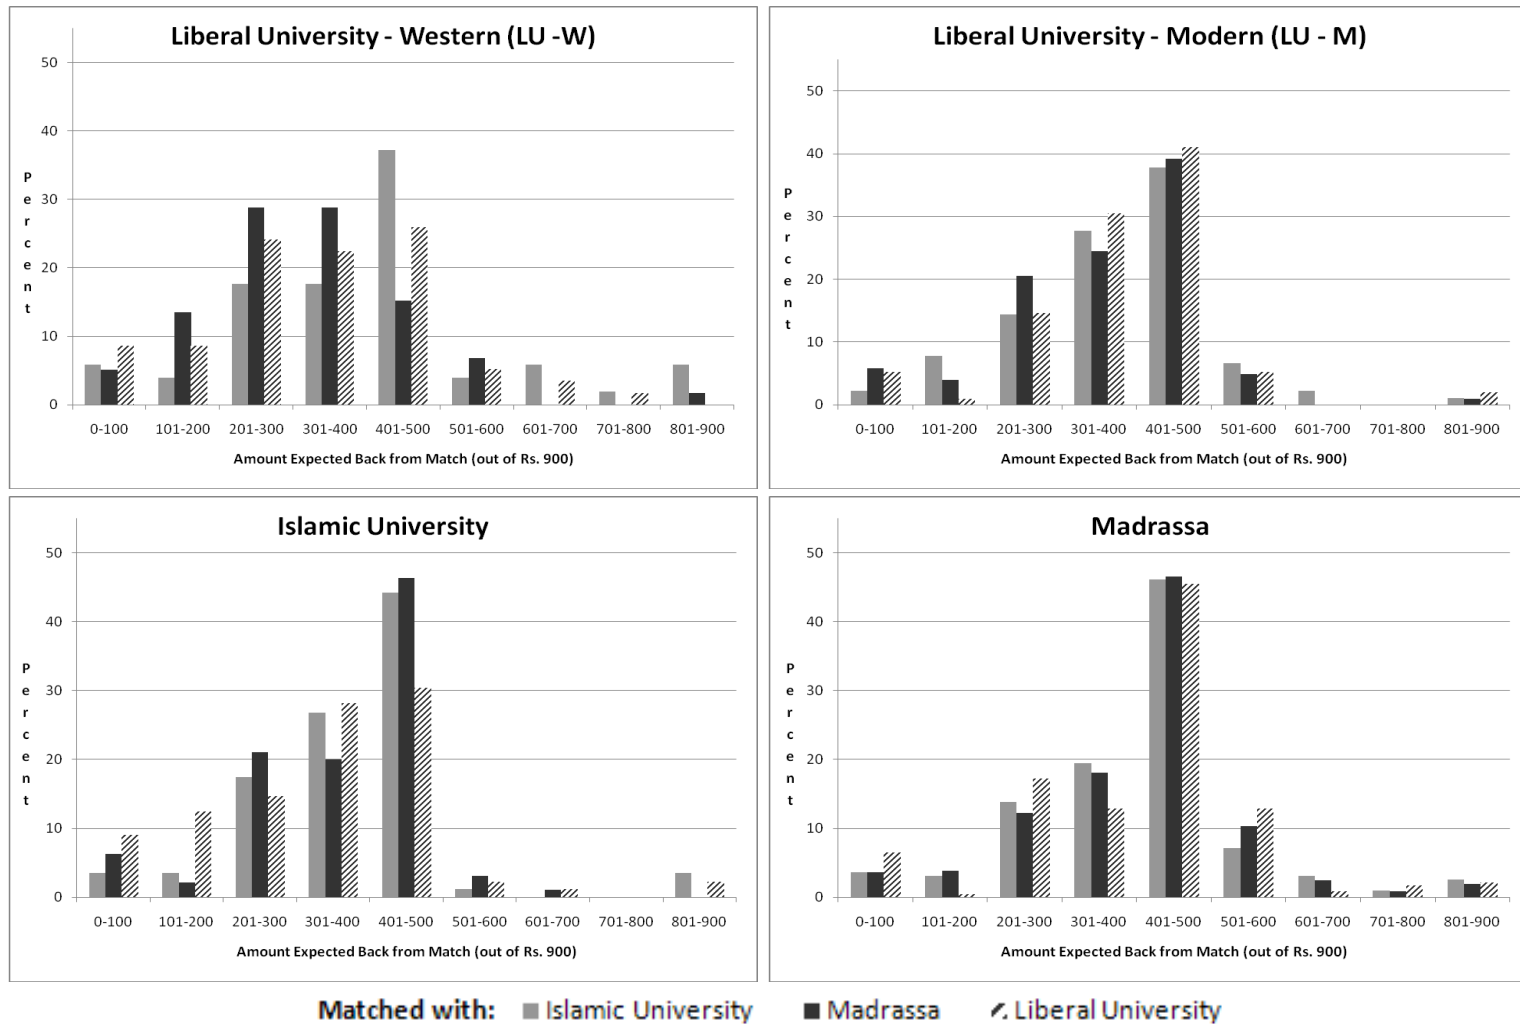 Liberal University - Western (LU -W)
50
40
30
20
10
0
Percent
0-100 101-200 201-300 301-400 401-500 501-600 601-700 701-800 801-900
Amount Expected Back from Match (out of Rs. 900)
Liberal University - Modern (LU - M)
50
40
30
20
10
0
Percent
0-100 101-200 201-300 301-400 401-500 501-600 601-700 701-800 801-900
Amount Expected Back from Match (out of Rs. 900)
Islamic University
50
40
30
20
10
0
Percent
0-100 101-200 201-300 301-400 401-500 501-600 601-700 701-800 801-900
Amount Expected Back from Match (out of Rs. 900)
Madrassa
50
40
30
20
10
0
Percent
0-100 101-200 201-300 301-400 401-500 501-600 601-700 701-800 801-900
Amount Expected Back from Match (out of Rs. 900)
Matched with: Islamic University Madrassa Liberal University